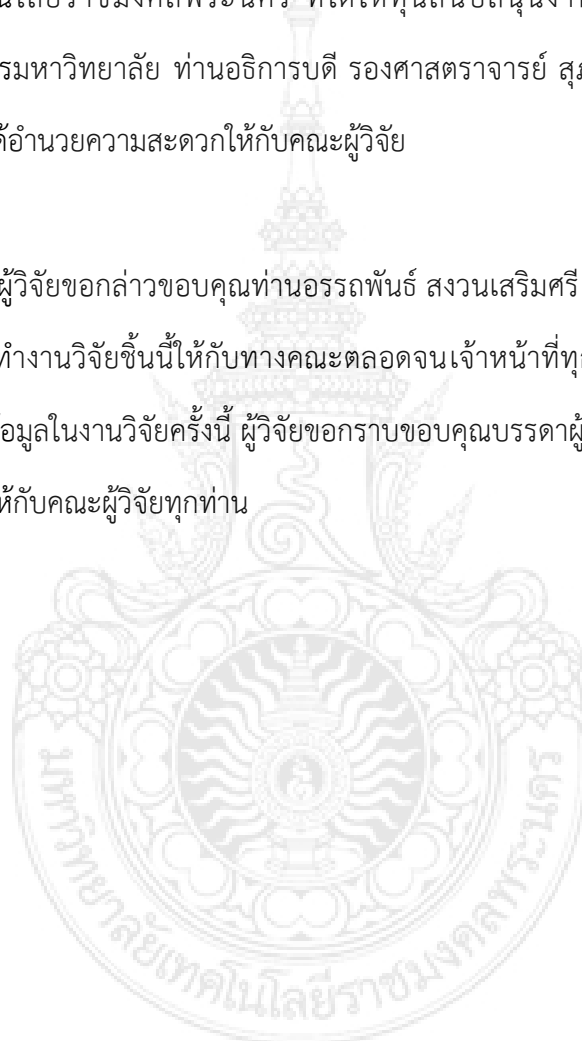 นโลยีราชมงคลพระนคร ที่ได้ให้ทุนสนับสนุนงา
รมหาวิทยาลัย ท่านอธิการบดี รองศาสตราจารย์ สุภ
ด้อำนวยความสะดวกให้กับคณะผู้วิจัย
ผู้วิจัยขอกล่าวขอบคุณท่านอรรถพันธ์ สงวนเสริมศรี
ทำงานวิจัยชิ้นนี้ให้กับทางคณะตลอดจนเจ้าหน้าที่ทุก
้อมูลในงานวิจัยครั้งนี้ ผู้วิจัยขอกราบขอบคุณบรรดาผู้
ห้กับคณะผู้วิจัยทุกท่าน
มหาวิทยาลัยเทคโนโลยีราชมงคลพระนคร